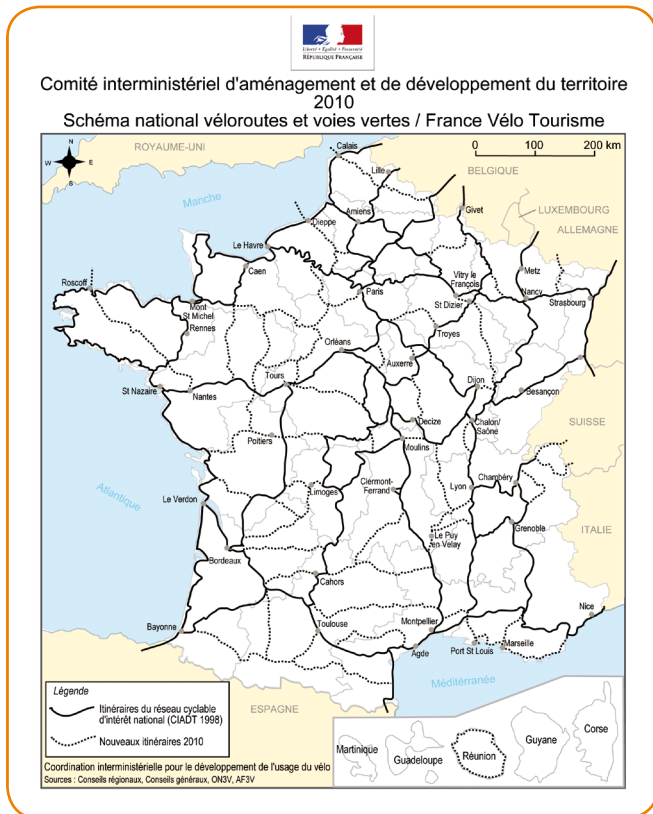 Liberté • Égalité • Fraternité
RÉPUBLIQUE FRANÇAISE
Comité interministériel d'aménagement et de développement du territoire
2010
Schéma national véloroutes et voies vertes / France Vélo Tourisme
N
W
E
S
ROYAUME-UNI
Calais
0
100
200 km
Lille
BELGIQUE
Manche
Amiens
Givet
LUXEMBOURG
Dieppe
ALLEMAGNE
Le Havre
Caen
Metz
Roscoff
Vitry le
François
Paris
Nancy
Mont
St Michel
St Dizier
Strasbourg
Rennes
Troyes
Orléans
Auxerre
Tours
Dijon
St Nazaire
Nantes
Besançon
Decize
Chalon/
Saône
SUISSE
Poitiers
Moulins
Atlantique
Clérmont-
Ferrand
Limoges
Lyon
Chambéry
Le Verdon
Grenoble
ITALIE
Le Puy
en Velay
Bordeaux
Cahors
Nice
Bayonne
Toulouse
Montpellier
Marseille
Agde
Port St Louis
Méditérranée
Légende
Itinéraires du réseau cyclable
d'intérêt national (CIADT 1998)
Nouveaux itinéraires 2010
ESPAGNE
Martinique
Guadeloupe
Réunion
Guyane
Corse
Coordination interministérielle pour le développement de l'usage du vélo
Sources : Conseils régionaux, Conseils généraux, ON3V, AF3V